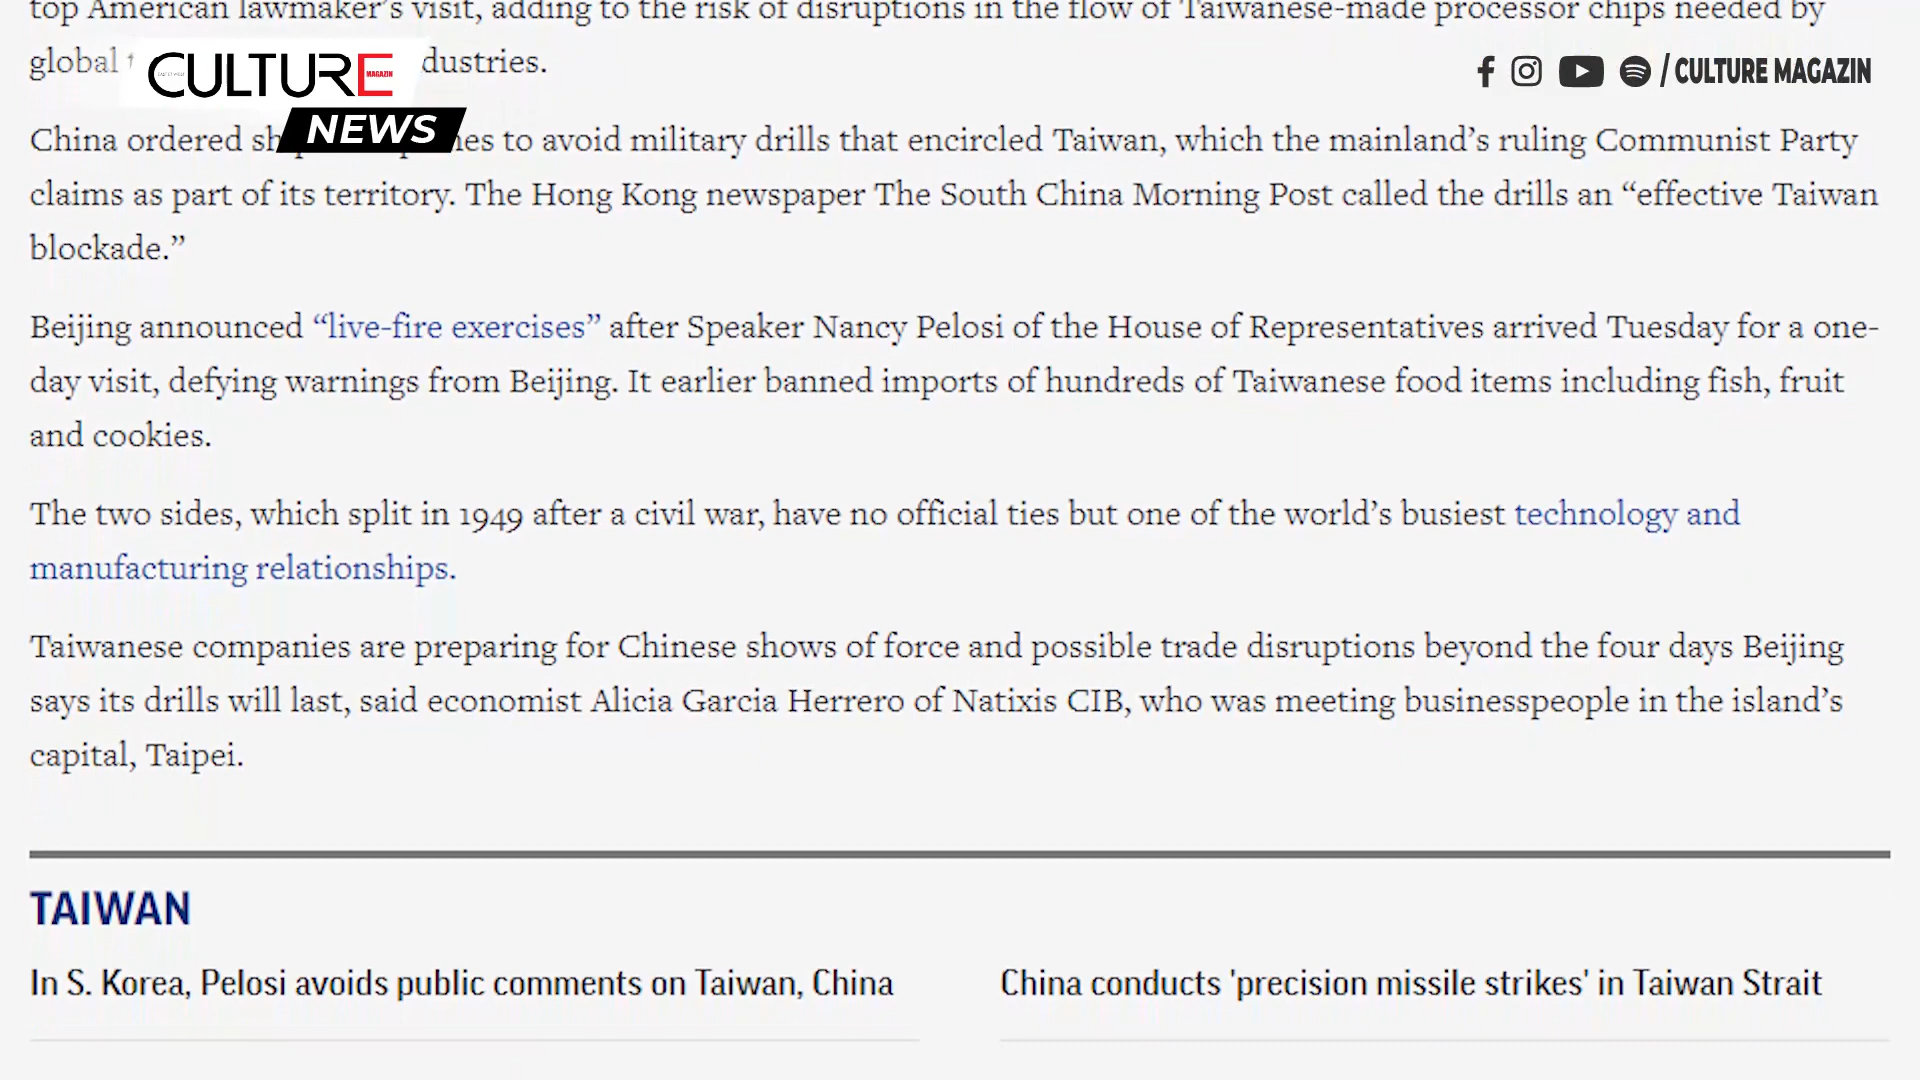 top American lawmaker's visit, adding to the risk of disruptions in the flow of Taiwanese-made processor chips needed by
global dustries.
CULTURE
MAGAZIN
NEWS
/ CULTURE MAGAZIN
China ordered sh es to avoid military drills that encircled Taiwan, which the mainland's ruling Communist Party
claims as part of its territory. The Hong Kong newspaper The South China Morning Post called the drills an “effective Taiwan
blockade.”
Beijing announced “live-fire exercises” after Speaker Nancy Pelosi of the House of Representatives arrived Tuesday for a one-
day visit, defying warnings from Beijing. It earlier banned imports of hundreds of Taiwanese food items including fish, fruit
and cookies.
The two sides, which split in 1949 after a civil war, have no official ties but one of the world’s busiest technology and
manufacturing relationships.
Taiwanese companies are preparing for Chinese shows of force and possible trade disruptions beyond the four days Beijing
says its drills will last, said economist Alicia Garcia Herrero of Natixis CIB, who was meeting businesspeople in the island’s
capital, Taipei.
TAIWAN
In S. Korea, Pelosi avoids public comments on Taiwan, China
China conducts 'precision missile strikes' in Taiwan Strait